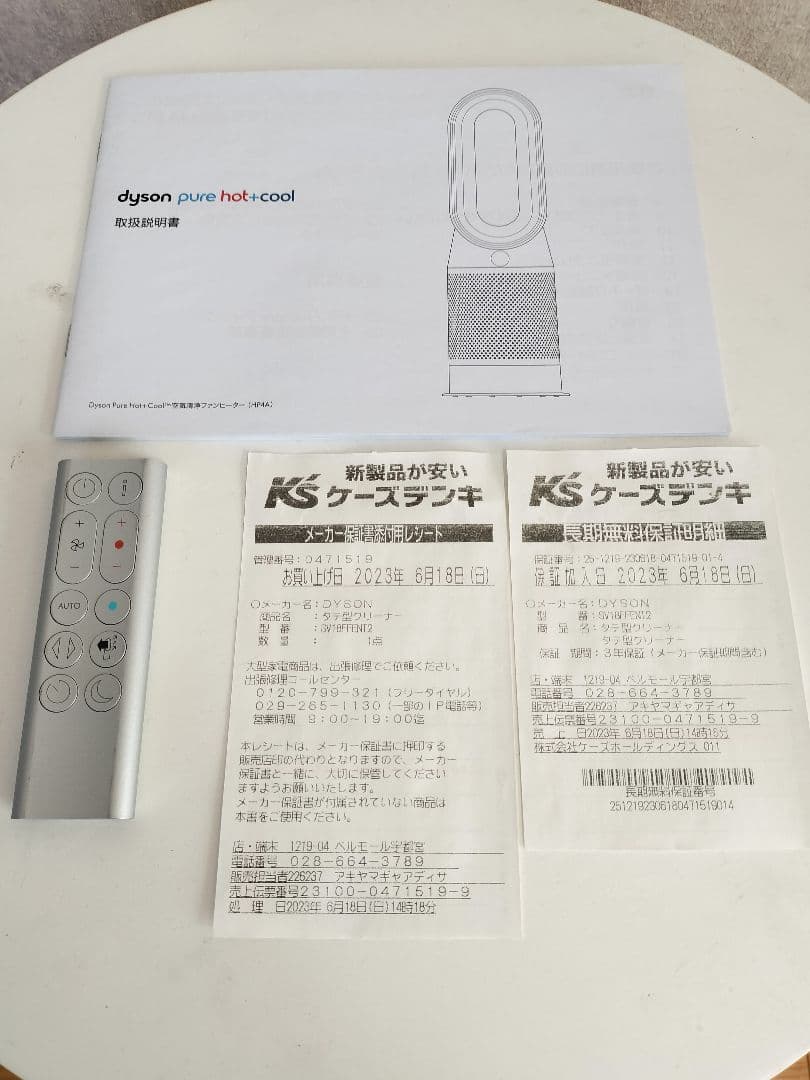 dyson pure hot+cool
取扱説明書
Dyson Pure Hot+Cool™空気清浄ファンヒーター (HP4A)
AUTO
新製品が安い
K'S ケーズデンキ
メーカー保証書添付用レシート
管理番号:0471519
お買い上げ日 2023年 6月18日(日)
○メーカー名:DYSON
商品名 :タテ型クリーナー
型 番 :SV18FFENT2
数 量 : 1点
大型家電商品は、出張修理でご依頼ください。
出張修理コールセンター
0120-799-321 (フリーダイヤル)
029-265-1130 (一部のIP電話等)
営業時間 9:00~19:00迄
本レシートは、メーカー保証書に押印する
販売店印の代わりとなりますので、メーカー
保証書と一緒に、大切に保管してください
ますようお願いいたします。
メーカー保証書が付属されていない商品は
本書をご使用ください。
店・端末 1219-04 ベルモール宇都宮
電話番号 028-664-3789
販売担当者226237 アキヤマギャアディサ
売上伝票番号23100-0471519-9
処 理 日2023年 6月18日(日)14時18分
新製品が安い
K'S ケーズデンキ
長期無料保証明細
保証番号:25-1219-230618-0471519-01-4
保証加入日 2023年 6月18日(日)
○メーカー名:DYSON
型 番 :SV18FFENT2
商 品 名 :タテ型クリーナー
タテ型クリーナー
保証 期間:3年保証(メーカー保証期間含む)
店・端末 1219-04 ベルモール宇都宮
電話番号 028-664-3789
販売担当者226237 アキヤマギャアディサ
売上伝票番号23100-0471519-9
売 上 日2023年 6月18日(日)14時18分
株式会社ケーズホールディングス 011
長期無料保証番号
2512192306180471519014